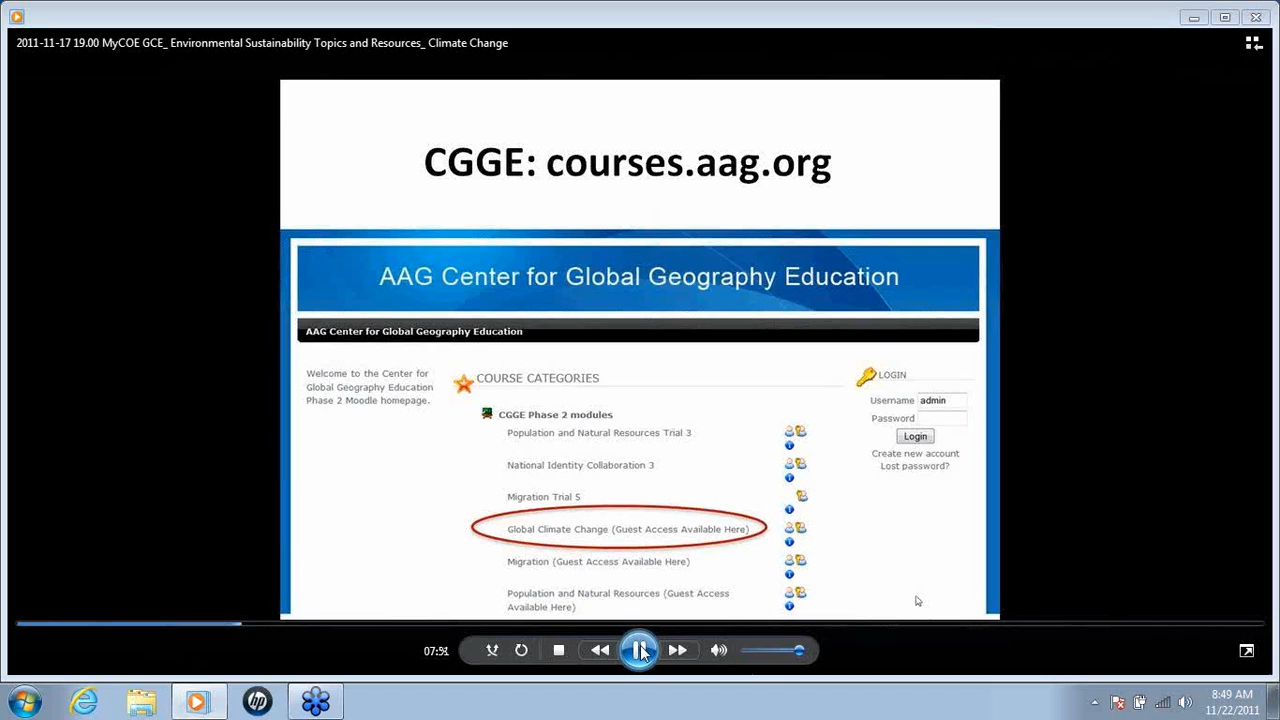 2011-11-17 19.00 MyCOE GCE_ Environmental Sustainability Topics and Resources_ Climate Change
CGGE: courses.aag.org
AAG Center for Global Geography Education
AAG Center for Global Geography Education
Welcome to the Center for
Global Geography Education
Phase 2 Moodle homepage.
COURSE CATEGORIES
CGGE Phase 2 modules
Population and Natural Resources Trial 3
National Identity Collaboration 3
Migration Trial 5
Global Climate Change (Guest Access Available Here)
Migration (Guest Access Available Here)
Population and Natural Resources (Guest Access
Available Here)
LOGIN
Username admin
Password
Login
Create new account
Lost password?
07:51
hp
8:49 AM
11/22/2011